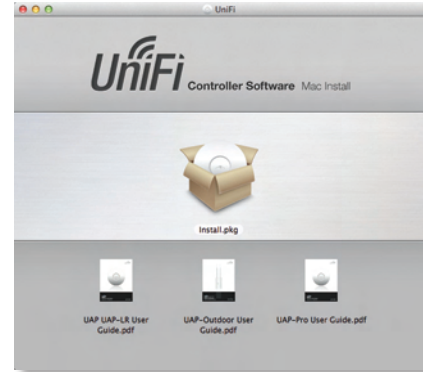 UniFi
UniFi Controller Software Mac Install
Install.pkg
UAP UAP-LR User
Guide.pdf
UAP-Outdoor User
Guide.pdf
UAP-Pro User Guide.pdf